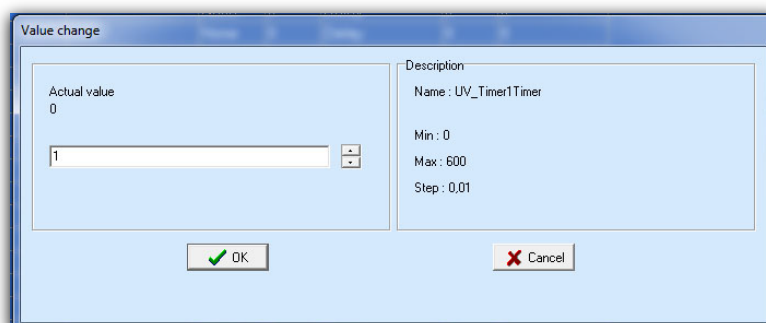 Value change
Actual value
0
1
Description
Name : UV_Timer1Timer
Min : 0
Max : 600
Step : 0,01
OK
Cancel